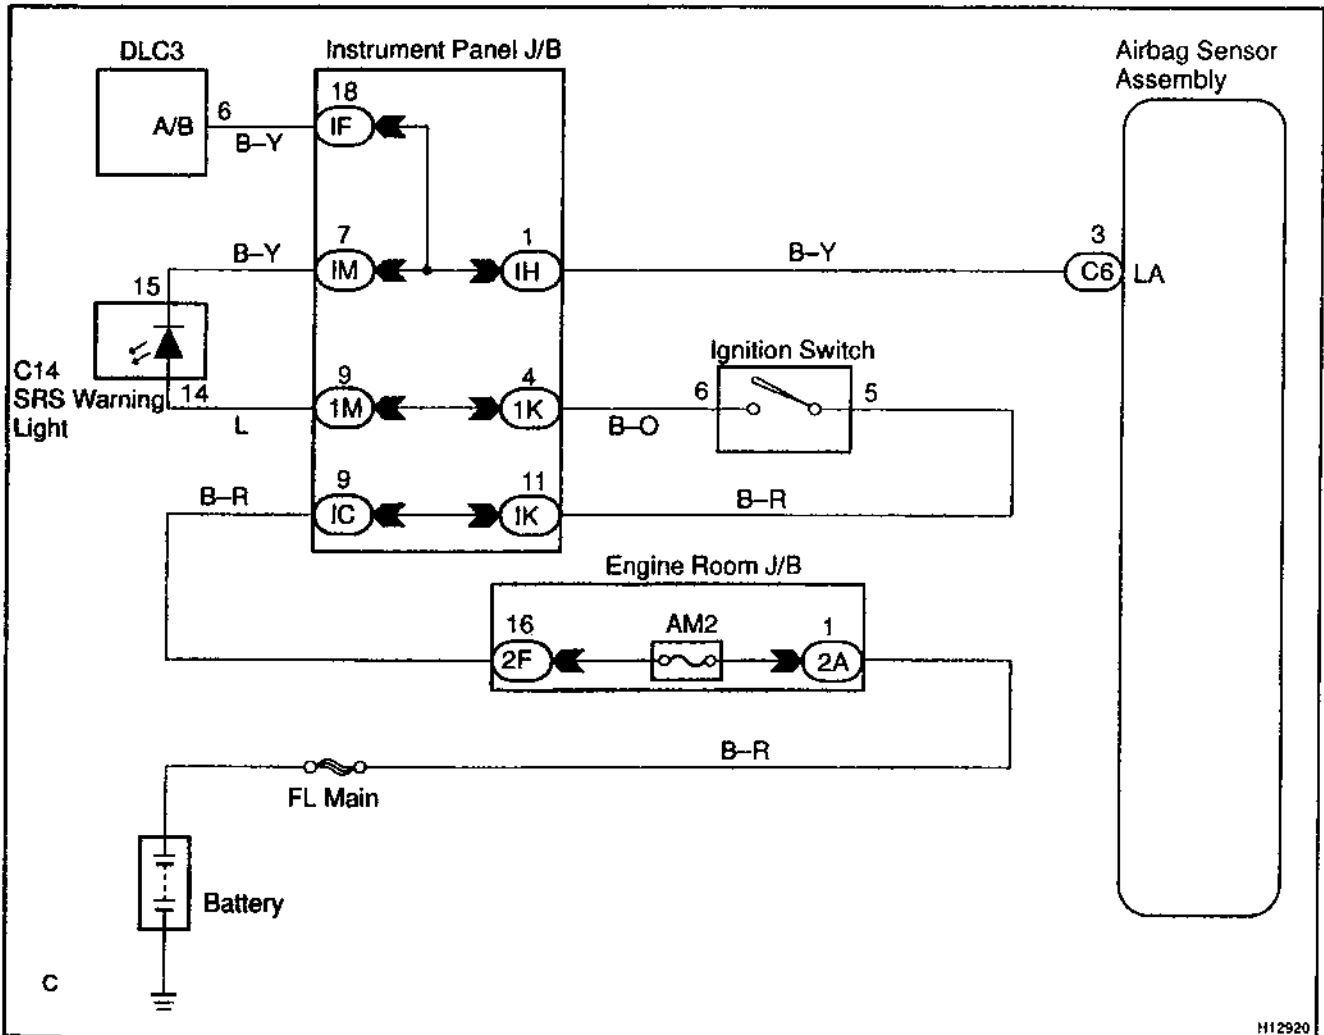 DLC3
Instrument Panel J/B
Airbag Sensor
Assembly
18
6
A/B
IF
B–Y
7
1
3
B–Y
B–Y
IM
IH
C6
LA
15
Ignition Switch
C14
SRS Warning
Light
14
9
4
6
5
1M
1K
L
B–O
9
11
B–R
B–R
IC
IK
Engine Room J/B
16
AM2
1
2F
2A
B–R
FL Main
Battery
C
H12920